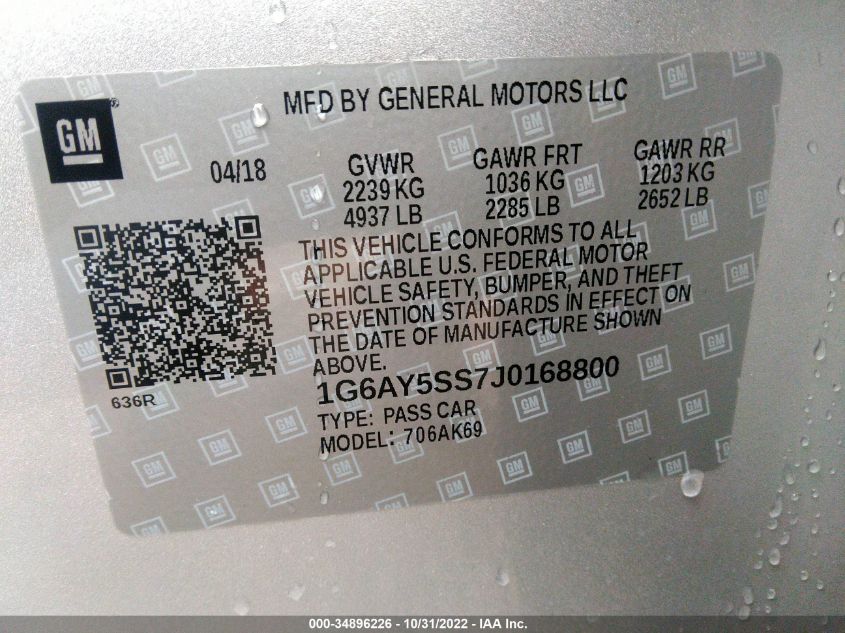 MFD BY GENERAL MOTORS LLC
GM
04/18
GVWR
2239 KG
4937 LB
GAWR FRT
1036 KG
2285 LB
GAWR RR
1203 KG
2652 LB
THIS VEHICLE CONFORMS TO ALL
APPLICABLE U.S. FEDERAL MOTOR
VEHICLE SAFETY, BUMPER, AND THEFT
PREVENTION STANDARDS IN EFFECT ON
THE DATE OF MANUFACTURE SHOWN
ABOVE.
1G6AY5SS7J0168800
636R
TYPE: PASS CAR
MODEL: 706AK69
000-34896226 - 10/31/2022 - IAA Inc.